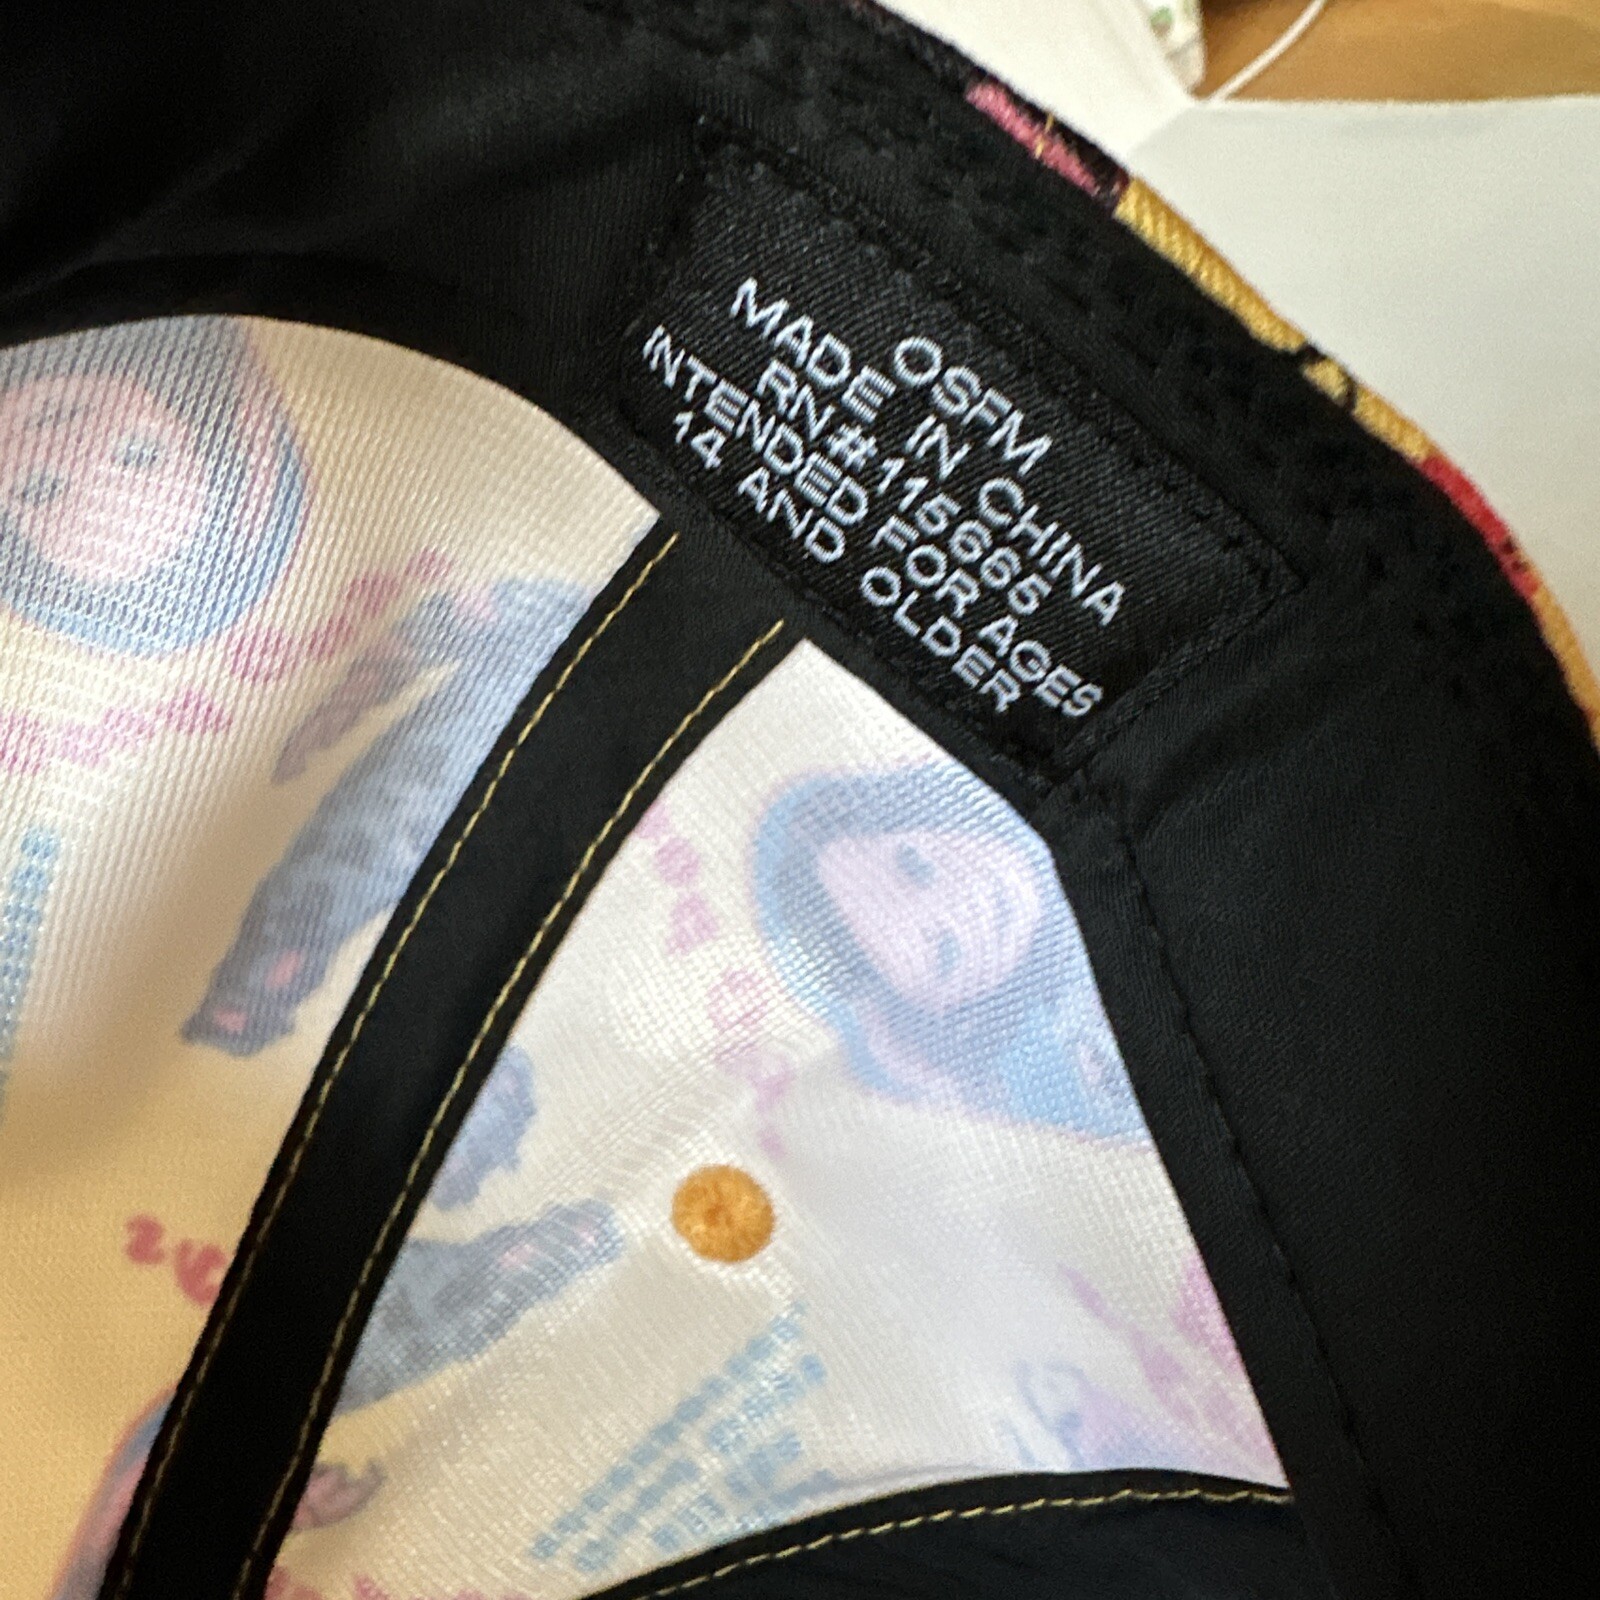 OSFM
MADE IN CHINA
RN#115665
INTENDED FOR AGES
14 AND OLDER